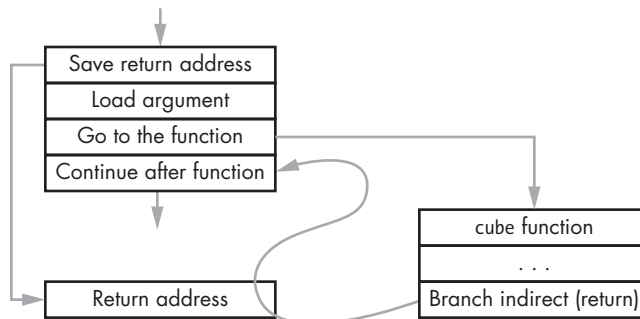 Save return address
Load argument
Go to the function
Continue after function
cube function
. . .
Return address
Branch indirect (return)